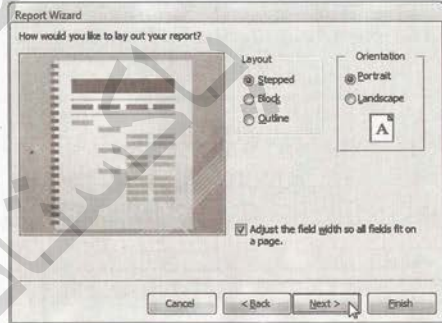 Report Wizard
How would you like to lay out your report?
Layout
Stepped
Block
Outline
Orientation
Portrait
Landscape
A
Adjust the field width so all fields fit on
a page.
Cancel
< Back
Next >
Finish